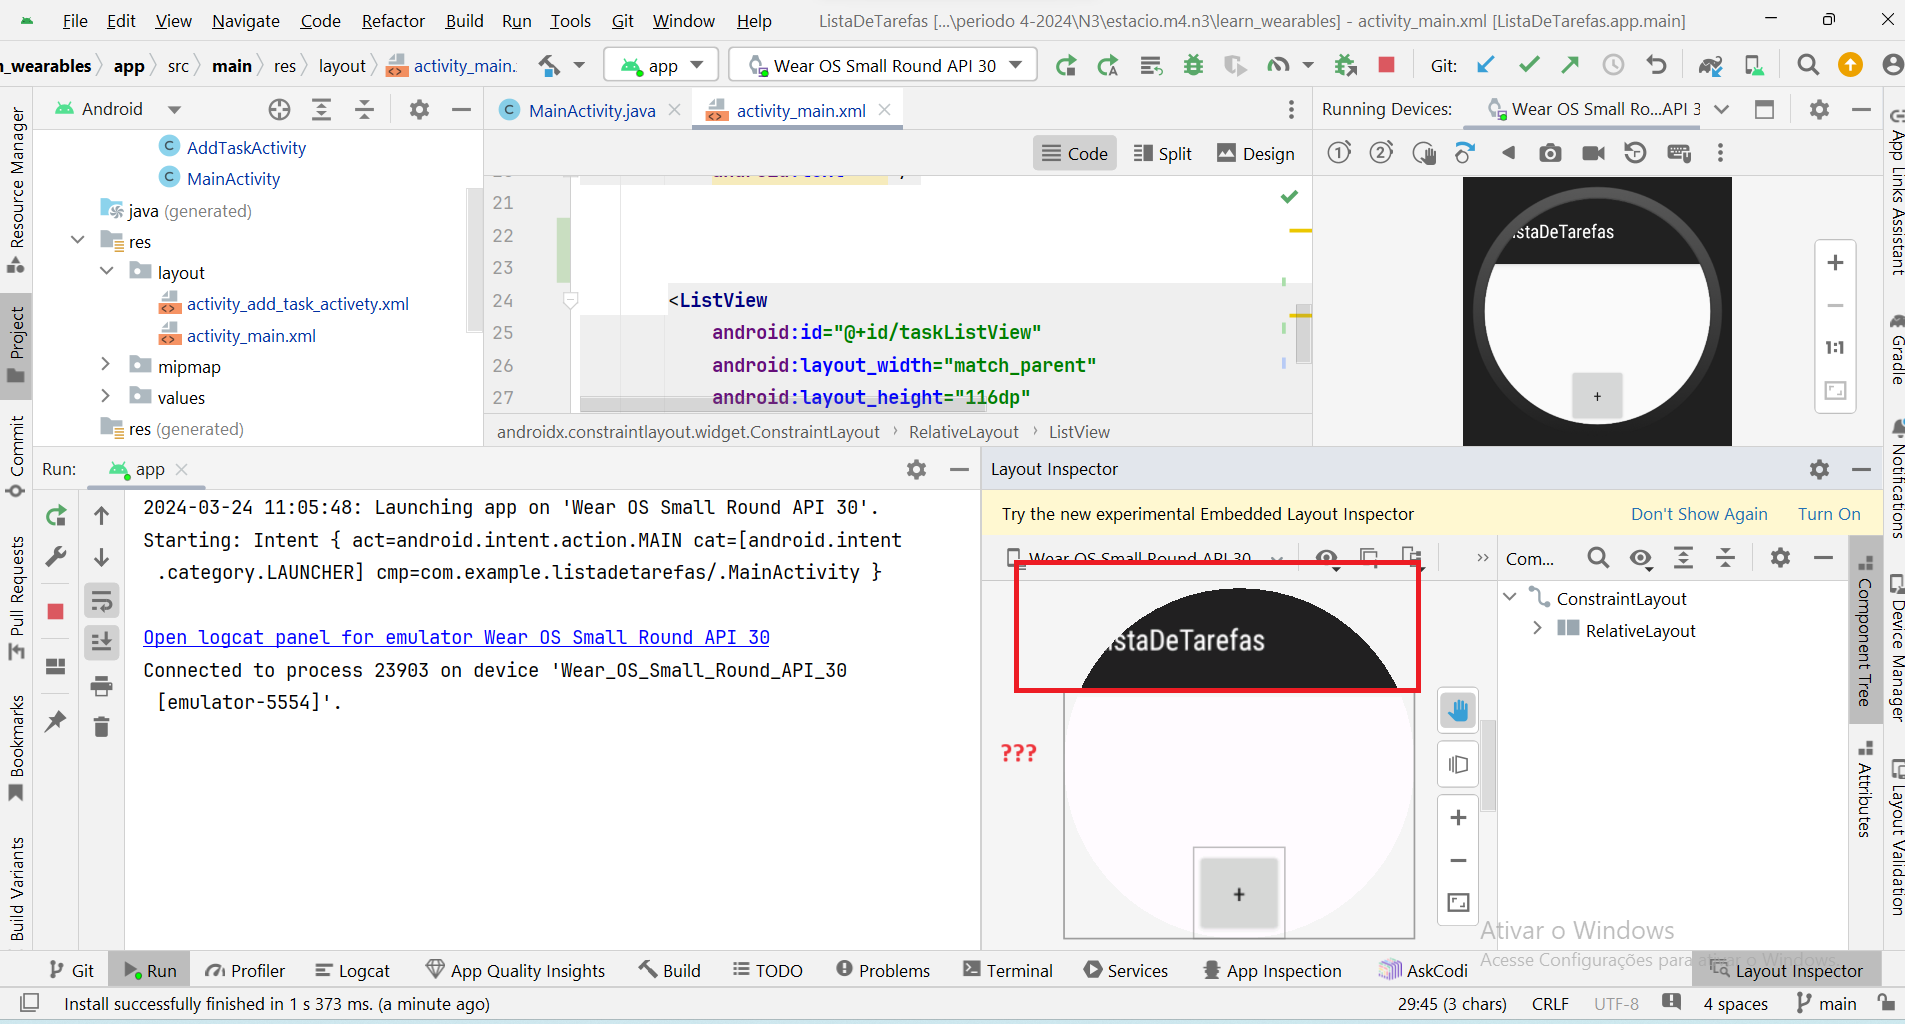 File Edit View Navigate Code Refactor Build Run Tools Git Window Help ListaDeTarefas [...\periodo 4-2024\N3\estacio.m4.n3\learn_wearables] - activity_main.xml [ListaDeTarefas.app.main]
n_wearables app src main res layout activity_main. app Wear OS Small Round API 30 Git:
Android
MainActivity.java activity_main.xml
Running Devices: Wear OS Small Ro...API 3
AddTaskActivity
MainActivity
java (generated)
res
layout
activity_add_task_activety.xml
activity_main.xml
mipmap
values
res (generated)
Code Split Design
21
22
23
24 <ListView
25 android:id="@+id/taskListView"
26 android:layout_width="match_parent"
27 android:layout_height="116dp"
androidx.constraintlayout.widget.ConstraintLayout RelativeLayout ListView
istaDeTarefas
+
1:1
Run: app
2024-03-24 11:05:48: Launching app on 'Wear OS Small Round API 30'.
Starting: Intent { act=android.intent.action.MAIN cat=[android.intent
.category.LAUNCHER] cmp=com.example.listadetarefas/.MainActivity }
Open logcat panel for emulator Wear OS Small Round API 30
Connected to process 23903 on device 'Wear_OS_Small_Round_API_30
[emulator-5554]'.
Layout Inspector
Try the new experimental Embedded Layout Inspector Don't Show Again Turn On
Wear OS Small Round API 30 Com...
ConstraintLayout
RelativeLayout
istaDeTarefas
???
+
Resource Manager
Project
Commit
Pull Requests
Bookmarks
Build Variants
App Links Assistant
Gradle
Notifications
Device Manager
Layout Validation
Component Tree
Attributes
Ativar o Windows
Acesse Configurações para ativar o Windows.
Git Run Profiler Logcat App Quality Insights Build TODO Problems Terminal Services App Inspection AskCodi Layout Inspector
Install successfully finished in 1 s 373 ms. (a minute ago) 29:45 (3 chars) CRLF UTF-8 4 spaces main